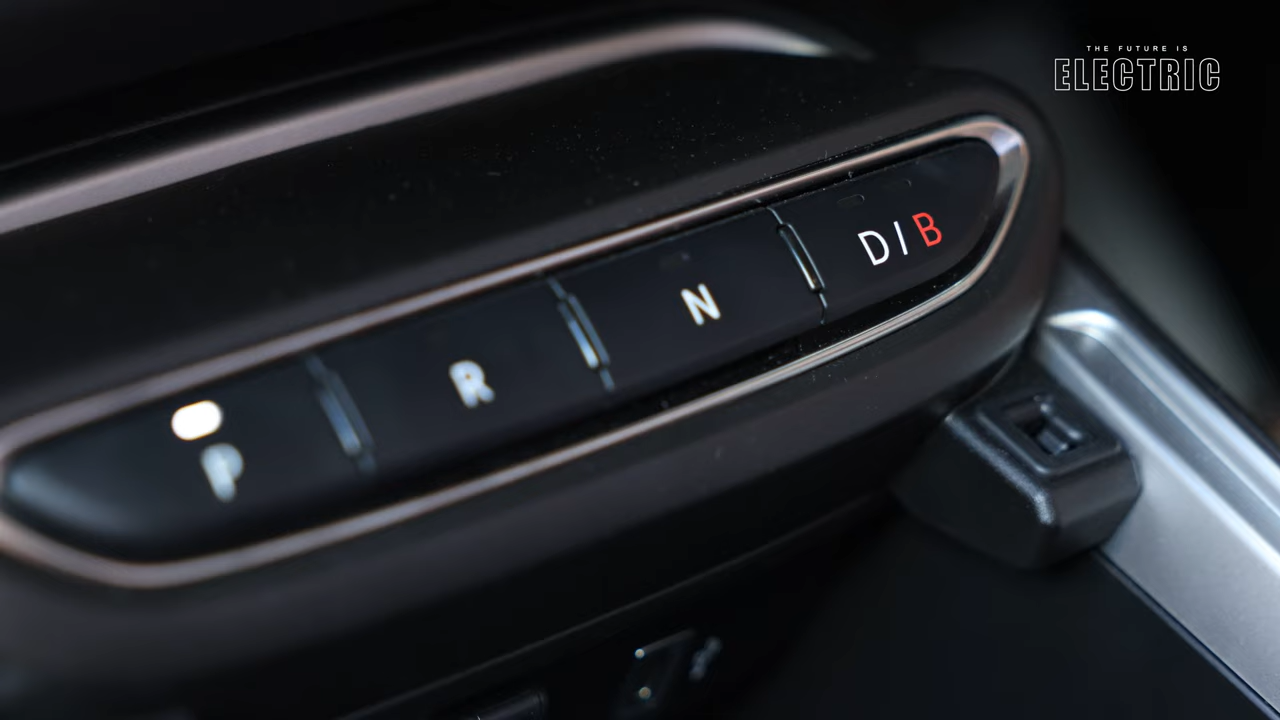 THE FUTURE IS
ELECTRIC
P
R
N
D/B